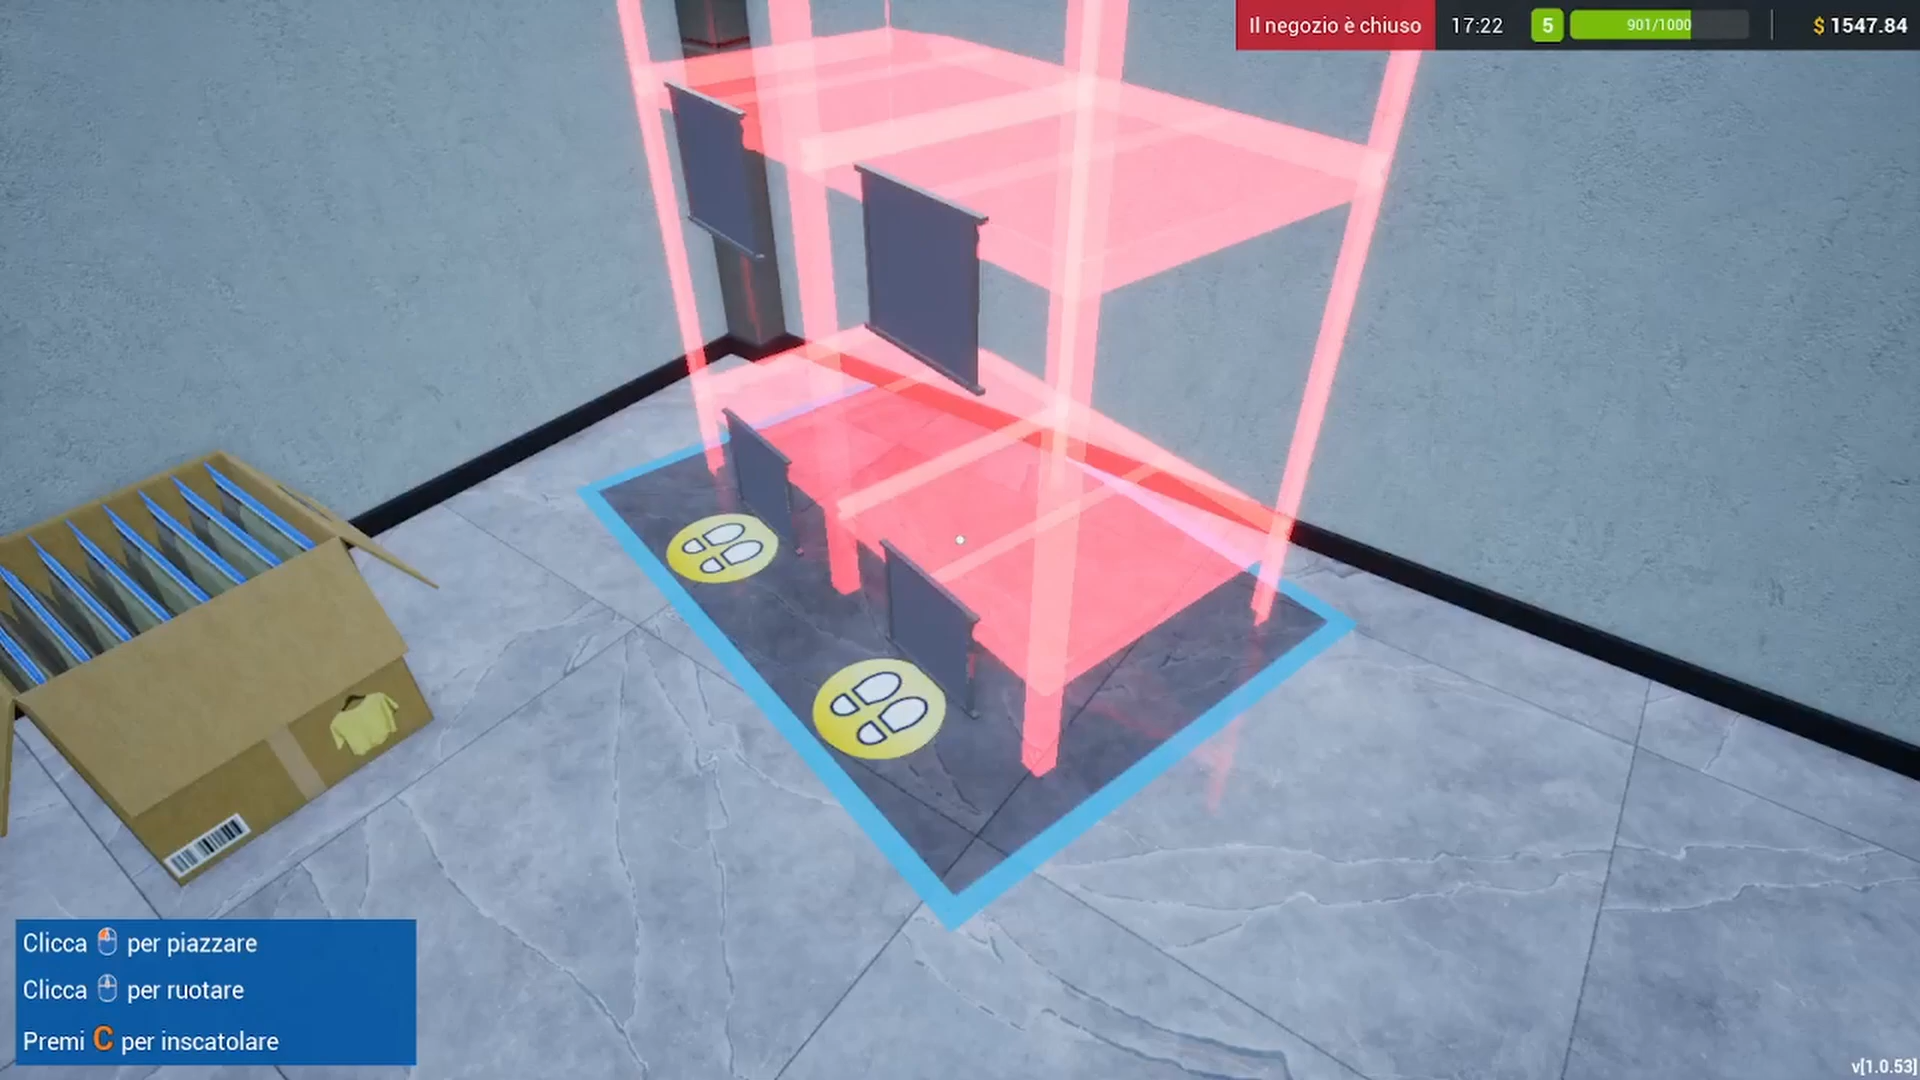 Il negozio è chiuso 17:22 5 901/1000 $ 1547.84
Clicca per piazzare
Clicca per ruotare
Premi C per inscatolare
v[1.0.53]